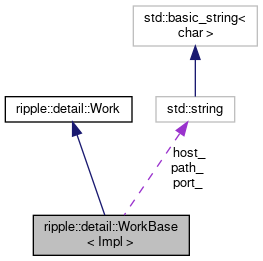 std::basic_string<
char >
ripple::detail::Work
std::string
host_
path_
port_
ripple::detail::WorkBase
< Impl >